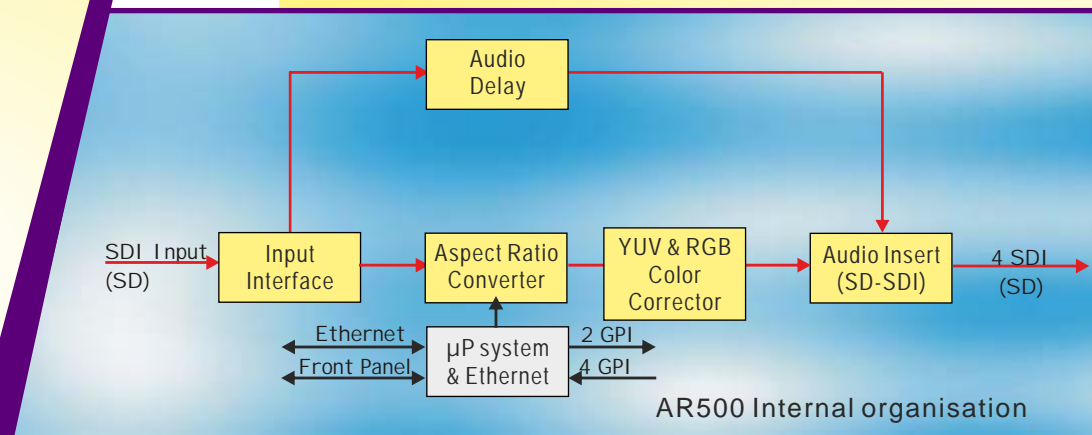 Audio
Delay
SDI Input
(SD)
Input
Interface
Aspect Ratio
Converter
YUV & RGB
Color
Corrector
Audio Insert
(SD-SDI)
4 SDI
(SD)
Ethernet
Front Panel
µP system
& Ethernet
2 GPI
4 GPI
AR500 Internal organisation